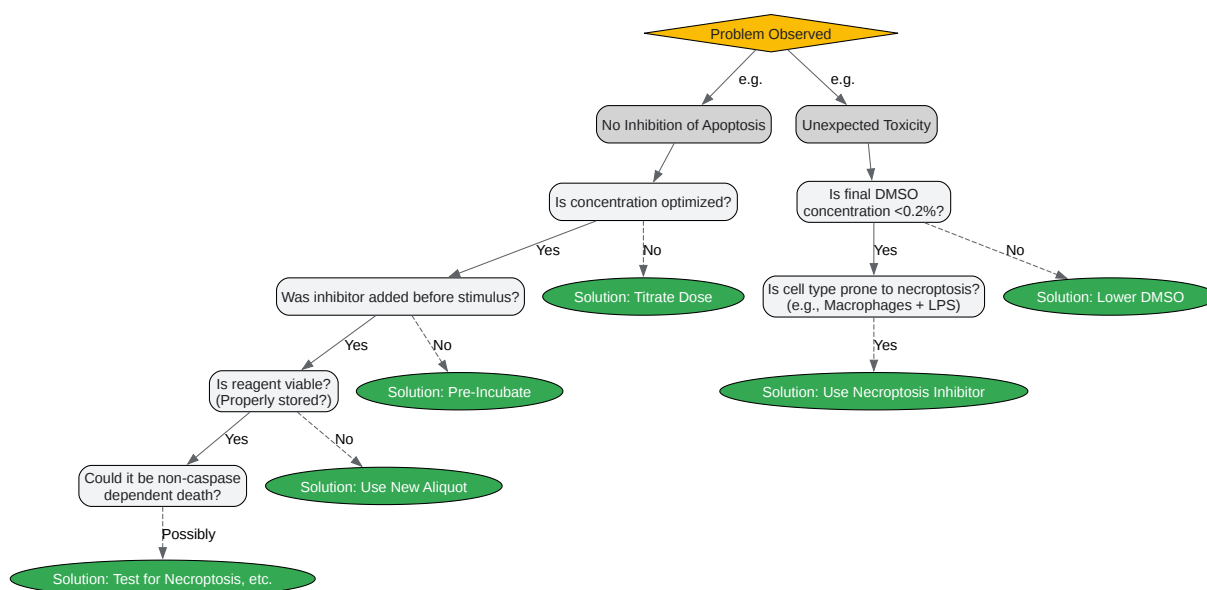 Problem Observed
e.g.
e.g.
No Inhibition of Apoptosis
Unexpected Toxicity
Is concentration optimized?
Is final DMSO
concentration <0.2%?
Yes
No
Yes
No
Was inhibitor added before stimulus?
Solution: Titrate Dose
Is cell type prone to necroptosis?
(e.g., Macrophages + LPS)
Solution: Lower DMSO
Yes
No
Yes
Is reagent viable?
(Properly stored?)
Solution: Pre-Incubate
Solution: Use Necroptosis Inhibitor
Yes
No
Could it be non-caspase
dependent death?
Solution: Use New Aliquot
Possibly
Solution: Test for Necroptosis, etc.